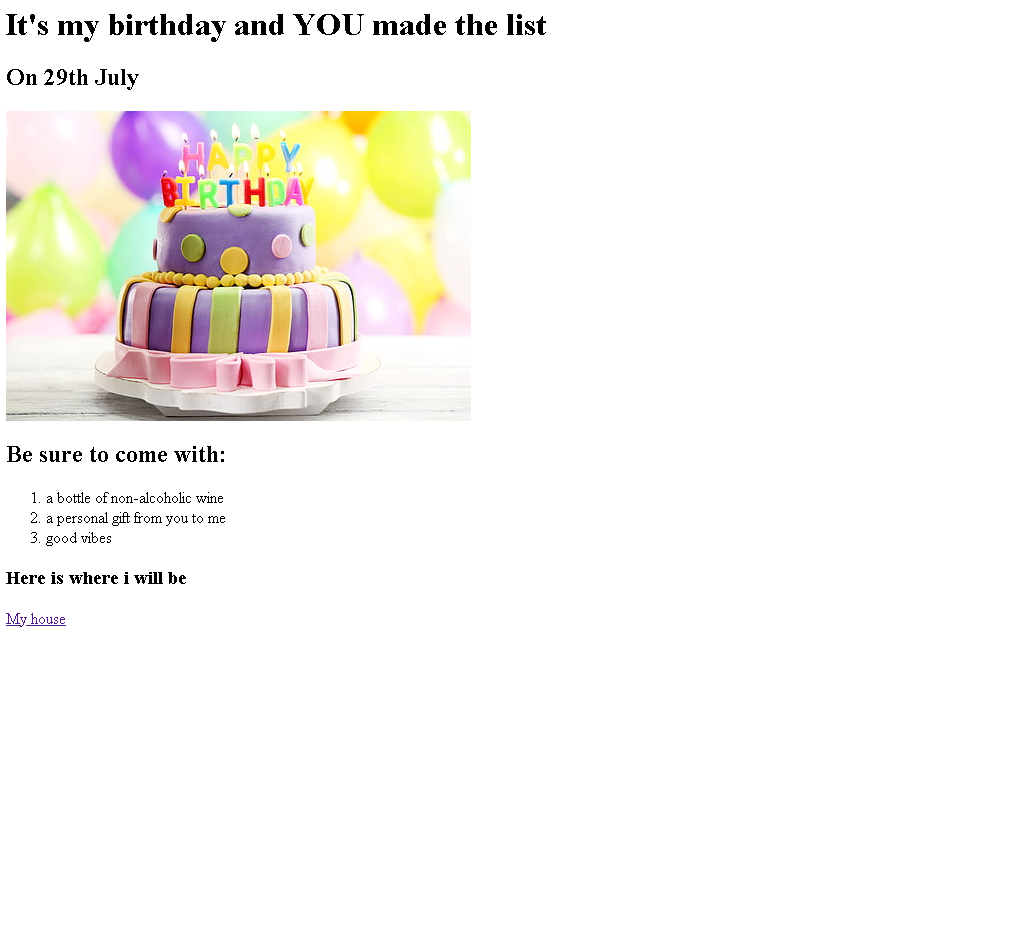 It's my birthday and YOU made the list
On 29th July
HAPPY
BIRTHDAY
Be sure to come with:
1. a bottle of non-alcoholic wine
2. a personal gift from you to me
3. good vibes
Here is where i will be
My house